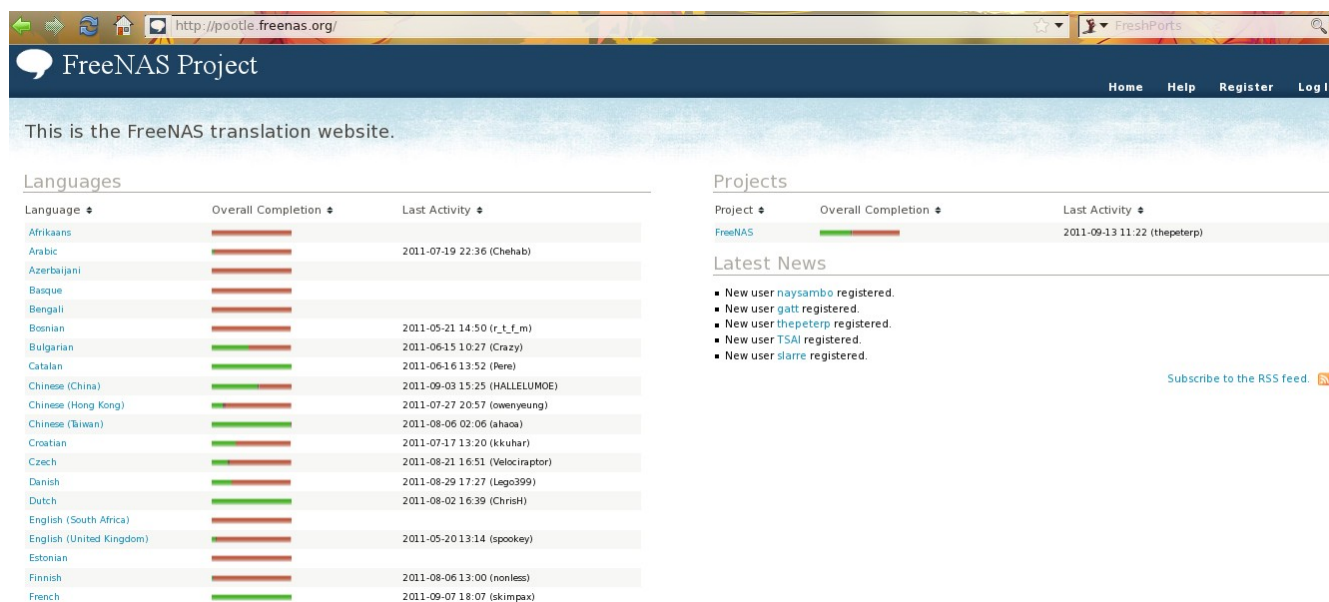 http://pootle.freenas.org/
FreshPorts
FreeNAS Project
Home Help Register Log I
This is the FreeNAS translation website.
Languages
Language Overall Completion Last Activity
Afrikaans
Arabic 2011-07-19 22:36 (Chehab)
Azerbaijani
Basque
Bengali
Bosnian 2011-05-21 14:50 (r_t_f_m)
Bulgarian 2011-06-15 10:27 (Crazy)
Catalan 2011-06-16 13:52 (Pere)
Chinese (China) 2011-09-03 15:25 (HALLELUMOE)
Chinese (Hong Kong) 2011-07-27 20:57 (owenyeung)
Chinese (Taiwan) 2011-08-06 02:06 (ahaoa)
Croatian 2011-07-17 13:20 (kkuhar)
Czech 2011-08-21 16:51 (Velociraptor)
Danish 2011-08-29 17:27 (Lego399)
Dutch 2011-08-02 16:39 (ChrisH)
English (South Africa)
English (United Kingdom) 2011-05-20 13:14 (spookey)
Estonian
Finnish 2011-08-06 13:00 (nonless)
French 2011-09-07 18:07 (skimpax)
Projects
Project Overall Completion Last Activity
FreeNAS 2011-09-13 11:22 (thepeterp)
Latest News
New user naysambo registered.
New user gatt registered.
New user thepeterp registered.
New user TSAI registered.
New user slarre registered.
Subscribe to the RSS feed.